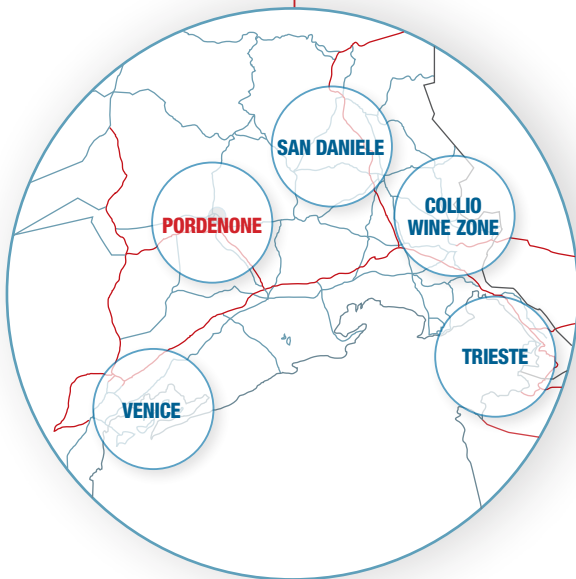 SAN DANIELE
COLLIO
WINE ZONE
PORDENONE
TRIESTE
VENICE